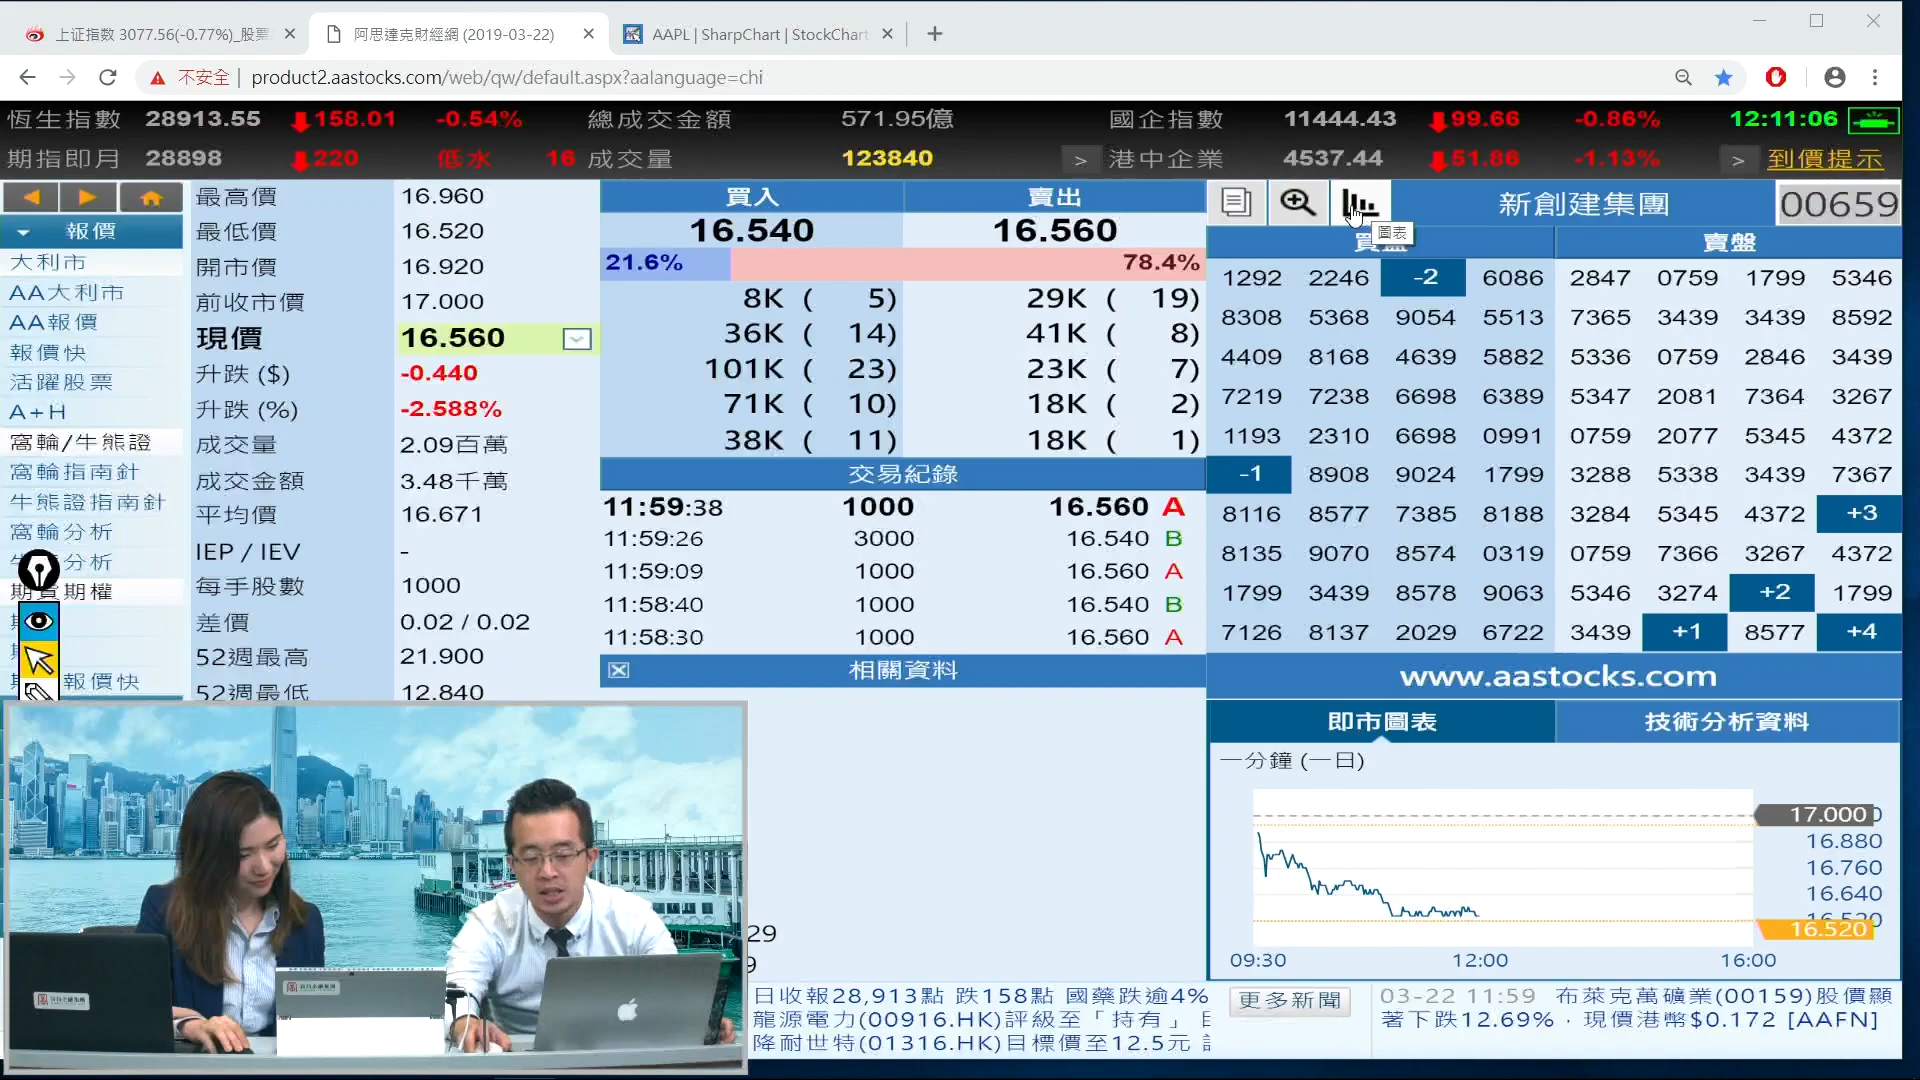 上证指数 3077.56(-0.77%)_股票
阿思達克財經網 (2019-03-22)
AAPL | SharpChart | StockChart
不安全 | product2.aastocks.com/web/qw/default.aspx?aalanguage=chi
恆生指數 28913.55 158.01 -0.54% 總成交金額 571.95億 國企指數 11444.43 99.66 -0.86% 12:11:06
期指即月 28898 220 低水 16 成交量 123840 > 港中企業 4537.44 51.86 -1.13% > 到價提示
報價
大利市
AA大利市
AA報價
報價快
活躍股票
A+H
窩輪/牛熊證
窩輪指南針
牛熊證指南針
窩輪分析
分析
期貨期權
報價快
最高價 16.960
最低價 16.520
開市價 16.920
前收市價 17.000
現價 16.560
升跌 ($) -0.440
升跌 (%) -2.588%
成交量 2.09百萬
成交金額 3.48千萬
平均價 16.671
IEP / IEV -
每手股數 1000
差價 0.02 / 0.02
52週最高 21.900
52週最低 12.840
買入 賣出
16.540 16.560
21.6% 78.4%
8K ( 5) 29K ( 19)
36K ( 14) 41K ( 8)
101K ( 23) 23K ( 7)
71K ( 10) 18K ( 2)
38K ( 11) 18K ( 1)
交易紀錄
11:59:38 1000 16.560 A
11:59:26 3000 16.540 B
11:59:09 1000 16.560 A
11:58:40 1000 16.540 B
11:58:30 1000 16.560 A
相關資料
新創建集團 00659
圖表
買盤 賣盤
1292 2246 -2 6086 2847 0759 1799 5346
8308 5368 9054 5513 7365 3439 3439 8592
4409 8168 4639 5882 5336 0759 2846 3439
7219 7238 6698 6389 5347 2081 7364 3267
1193 2310 6698 0991 0759 2077 5345 4372
-1 8908 9024 1799 3288 5338 3439 7367
8116 8577 7385 8188 3284 5345 4372 +3
8135 9070 8574 0319 0759 7366 3267 4372
1799 3439 8578 9063 5346 3274 +2 1799
7126 8137 2029 6722 3439 +1 8577 +4
www.aastocks.com
即市圖表 技術分析資料
一分鐘 (一日)
17.000
16.880
16.760
16.640
16.520
16.520
09:30 12:00 16:00
29
9
日收報28,913點 跌158點 國藥跌逾4%
龍源電力(00916.HK)評級至「持有」
降耐世特(01316.HK)目標價至12.5元
更多新聞
03-22 11:59 布萊克萬礦業(00159)股價顯
著下跌12.69%，現價港幣$0.172 [AAFN]